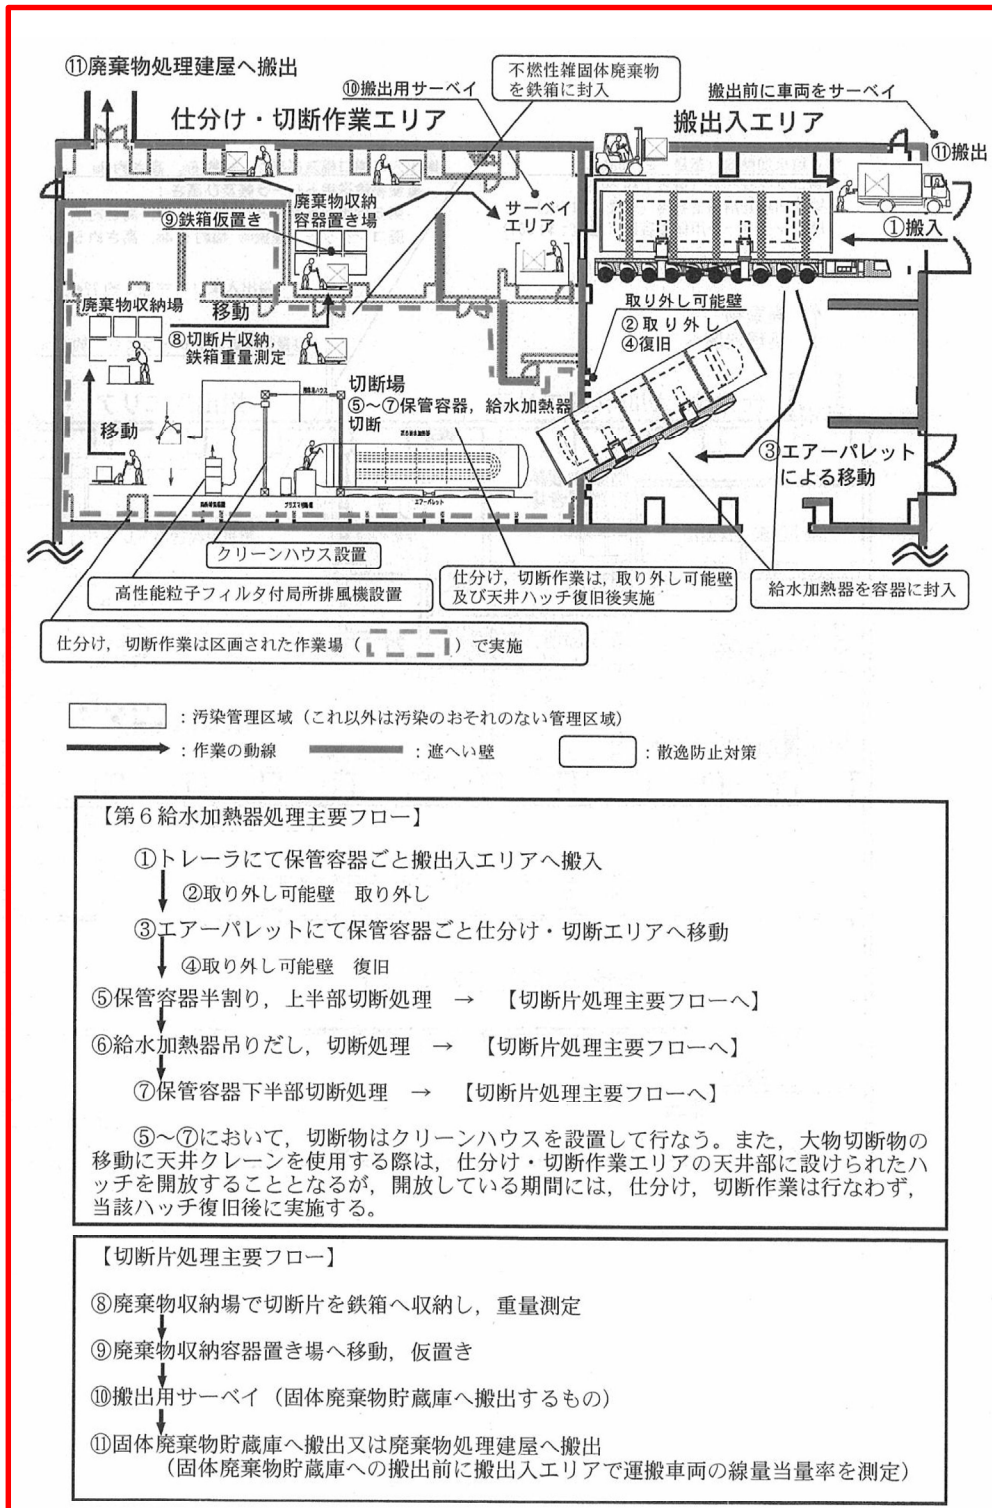 ⑪廃棄物処理建屋へ搬出
不燃性雑固体廃棄物
を鉄箱に封入
⑩搬出用サーベイ
搬出前に車両をサーベイ
仕分け・切断作業エリア
搬出入エリア
⑪搬出
廃棄物収納
容器置き場
⑨鉄箱仮置き
サーベイ
エリア
①搬入
廃棄物収納場
移動
⑧切断片収納,
鉄箱重量測定
取り外し可能壁
②取り外し
④復旧
切断場
⑤～⑦保管容器，給水加熱器
切断
移動
③エアーパレット
による移動
エアーパレット
クリーンハウス設置
高性能粒子フィルタ付局所排風機設置
仕分け，切断作業は，取り外し可能壁
及び天井ハッチ復旧後実施
給水加熱器を容器に封入
仕分け，切断作業は区画された作業場（ ）で実施
：汚染管理区域（これ以外は汚染のおそれのない管理区域）
：作業の動線
：遮へい壁
：散逸防止対策
【第６給水加熱器処理主要フロー】
①トレーラにて保管容器ごと搬出入エリアへ搬入
②取り外し可能壁　取り外し
③エアーパレットにて保管容器ごと仕分け・切断エリアへ移動
④取り外し可能壁　復旧
⑤保管容器半割り，上半部切断処理　→　【切断片処理主要フローへ】
⑥給水加熱器吊りだし，切断処理　→　【切断片処理主要フローへ】
⑦保管容器下半部切断処理　→　【切断片処理主要フローへ】
⑤～⑦において，切断物はクリーンハウスを設置して行なう。また，大物切断物の
移動に天井クレーンを使用する際は，仕分け・切断作業エリアの天井部に設けられたハ
ッチを開放することとなるが，開放している期間には，仕分け，切断作業は行なわず，
当該ハッチ復旧後に実施する。
【切断片処理主要フロー】
⑧廃棄物収納場で切断片を鉄箱へ収納し，重量測定
⑨廃棄物収納容器置き場へ移動，仮置き
⑩搬出用サーベイ（固体廃棄物貯蔵庫へ搬出するもの）
⑪固体廃棄物貯蔵庫へ搬出又は廃棄物処理建屋へ搬出
（固体廃棄物貯蔵庫への搬出前に搬出入エリアで運搬車両の線量当量率を測定）